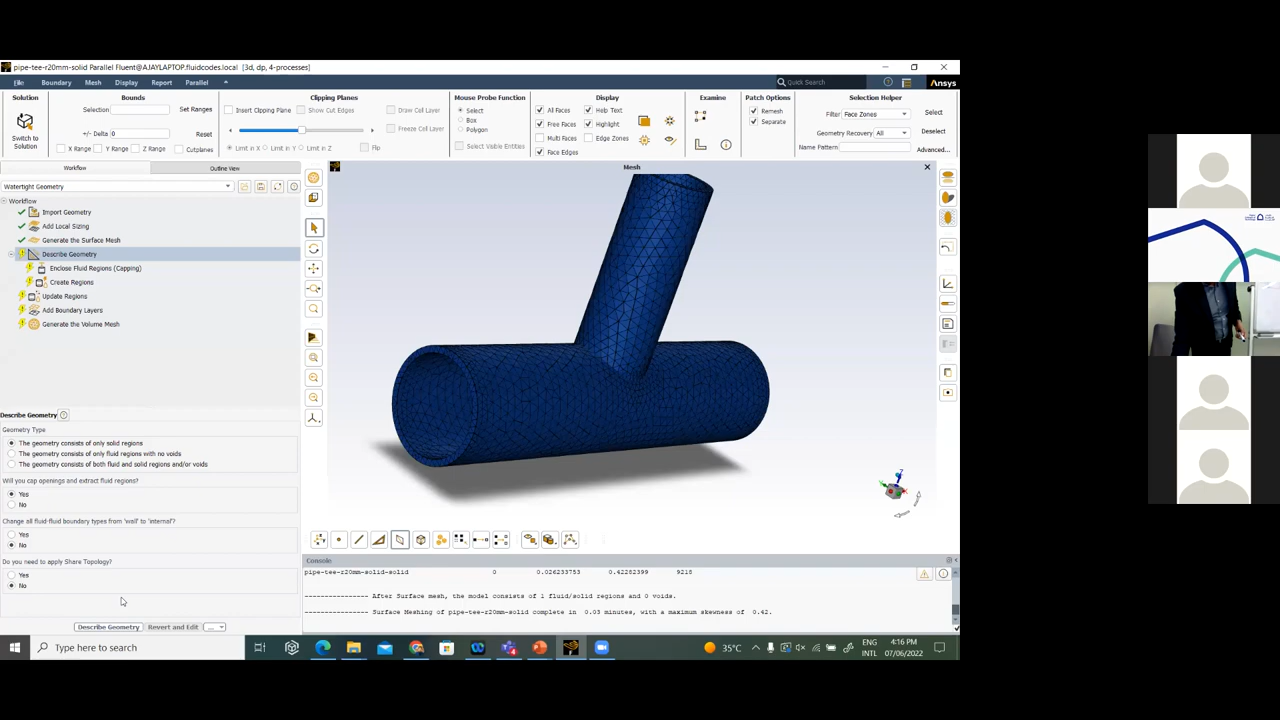 pipe-tee-r20mm-solid Parallel Fluent@AJAYLAPTOP.fluidcodes.local [3d, dp, 4-processes]
File Boundary Mesh Display Report Parallel Quick Search Ansys
Solution Bounds Clipping Planes Mouse Probe Function Display Examine Patch Options Selection Helper
Selection Set Ranges Insert Clipping Plane Show Cut Edges Draw Cell Layer Select All Faces Help Text Remesh Filter Face Zones Select
Box Free Faces Highlight Separate
Switch to Solution +/- Delta 0 Reset Freeze Cell Layer Polygon Multi Faces Edge Zones Geometry Recovery All Deselect
X Range Y Range Z Range Cutplanes Limit in X Limit in Y Limit in Z Flip Select Visible Entities Face Edges Name Pattern Advanced...
Workflow Outline View Mesh
Watertight Geometry
Workflow
Import Geometry
Add Local Sizing
Generate the Surface Mesh
Describe Geometry
Enclose Fluid Regions (Capping)
Create Regions
Update Regions
Add Boundary Layers
Generate the Volume Mesh
Describe Geometry
Geometry Type
The geometry consists of only solid regions
The geometry consists of only fluid regions with no voids
The geometry consists of both fluid and solid regions and/or voids
Will you cap openings and extract fluid regions?
Yes
No
Change all fluid-fluid boundary types from 'wall' to 'internal'?
Yes
No
Do you need to apply Share Topology?
Yes
No
Describe Geometry Revert and Edit ...
Console
pipe-tee-r20mm-solid-solid 0 0.026233753 0.42282399 9218
---------------- After Surface mesh, the model consists of 1 fluid/solid regions and 0 voids.
---------------- Surface Meshing of pipe-tee-r20mm-solid complete in 0.03 minutes, with a maximum skewness of 0.42.
Type here to search
35°C
ENG
INTL
4:16 PM
07/06/2022